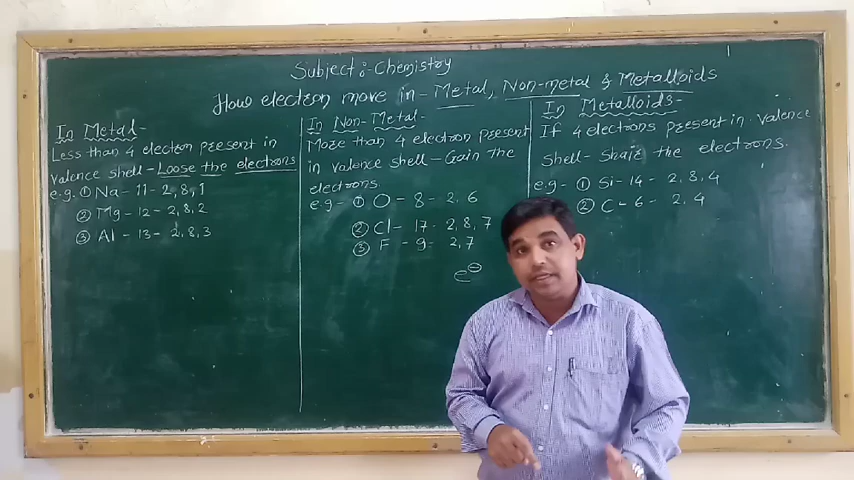 Subject :- Chemistry
How electron move in - Metal, Non-metal & Metalloids
In Metal -
Less than 4 electron present in
valence shell - Loose the electrons
e.g. ① Na - 11 - 2, 8, 1
② Mg - 12 - 2, 8, 2
③ Al - 13 - 2, 8, 3
In Non-Metal -
More than 4 electron present
in valence shell - Gain the
electrons.
e.g - ① O - 8 - 2, 6
② Cl - 17 - 2, 8, 7
③ F - 9 - 2, 7
e⊖
In Metalloids -
If 4 electrons present in valence
shell - Share the electrons.
e.g - ① Si - 14 - 2, 8, 4
② C - 6 - 2, 4